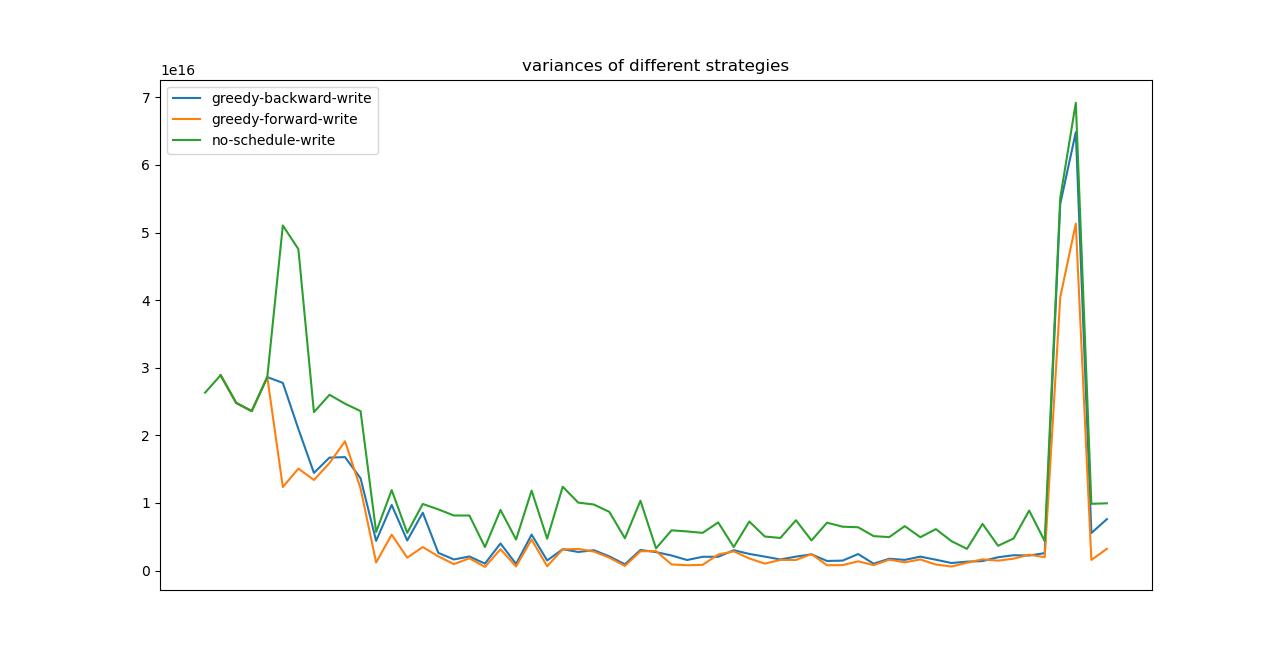 variances of different strategies
1e16
7
6
5
4
3
2
1
0
greedy-backward-write
greedy-forward-write
no-schedule-write